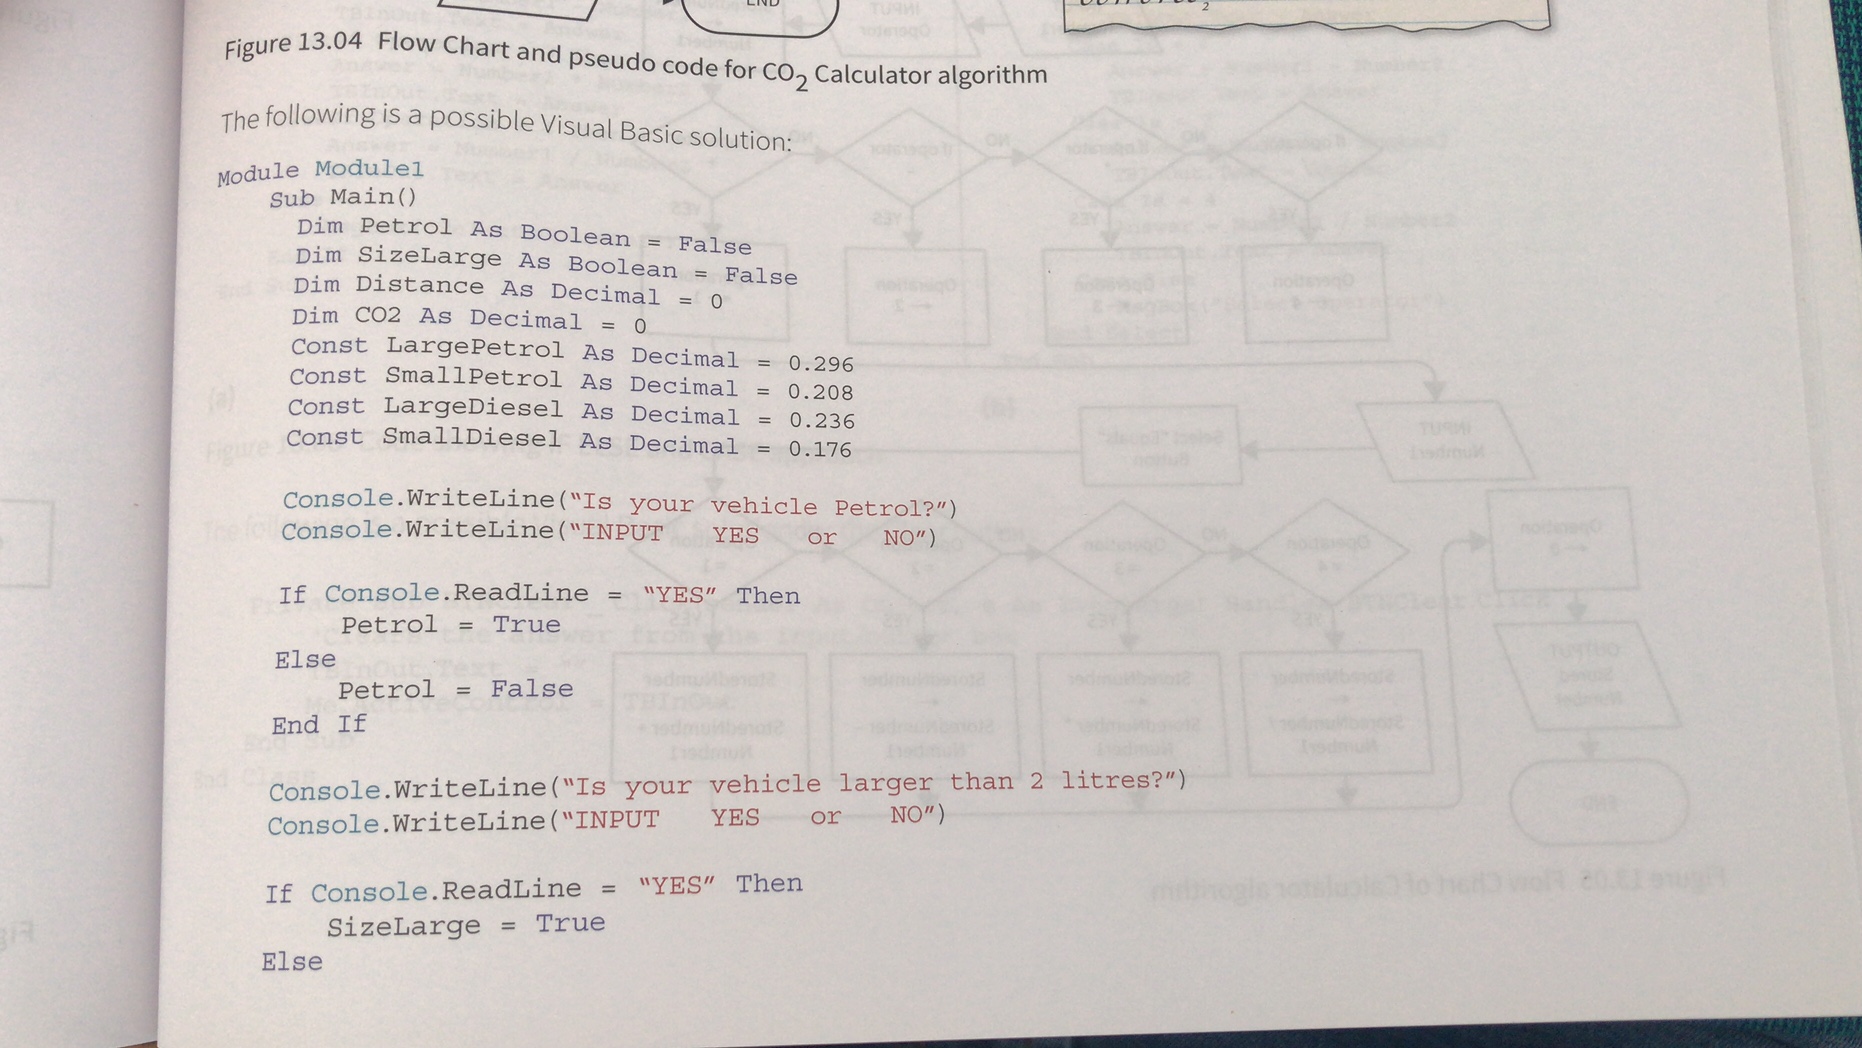 END
Figure 13.04 Flow Chart and pseudo code for CO2 Calculator algorithm
The following is a possible Visual Basic solution:
Module Module1
Sub Main()
Dim Petrol As Boolean = False
Dim SizeLarge As Boolean = False
Dim Distance As Decimal = 0
Dim CO2 As Decimal = 0
Const LargePetrol As Decimal = 0.296
Const SmallPetrol As Decimal = 0.208
Const LargeDiesel As Decimal = 0.236
Const SmallDiesel As Decimal = 0.176
Console.WriteLine("Is your vehicle Petrol?")
Console.WriteLine("INPUT YES or NO")
If Console.ReadLine = "YES" Then
Petrol = True
Else
Petrol = False
End If
Console.WriteLine("Is your vehicle larger than 2 litres?")
Console.WriteLine("INPUT YES or NO")
If Console.ReadLine = "YES" Then
SizeLarge = True
Else